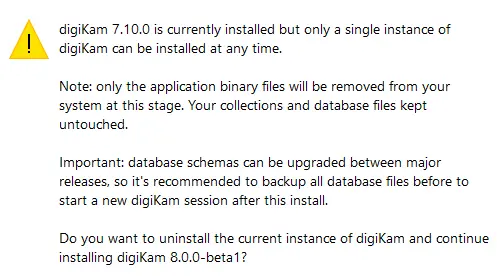 digiKam 7.10.0 is currently installed but only a single instance of
digiKam can be installed at any time.
Note: only the application binary files will be removed from your
system at this stage. Your collections and database files kept
untouched.
Important: database schemas can be upgraded between major
releases, so it's recommended to backup all database files before to
start a new digiKam session after this install.
Do you want to uninstall the current instance of digiKam and continue
installing digiKam 8.0.0-beta1?